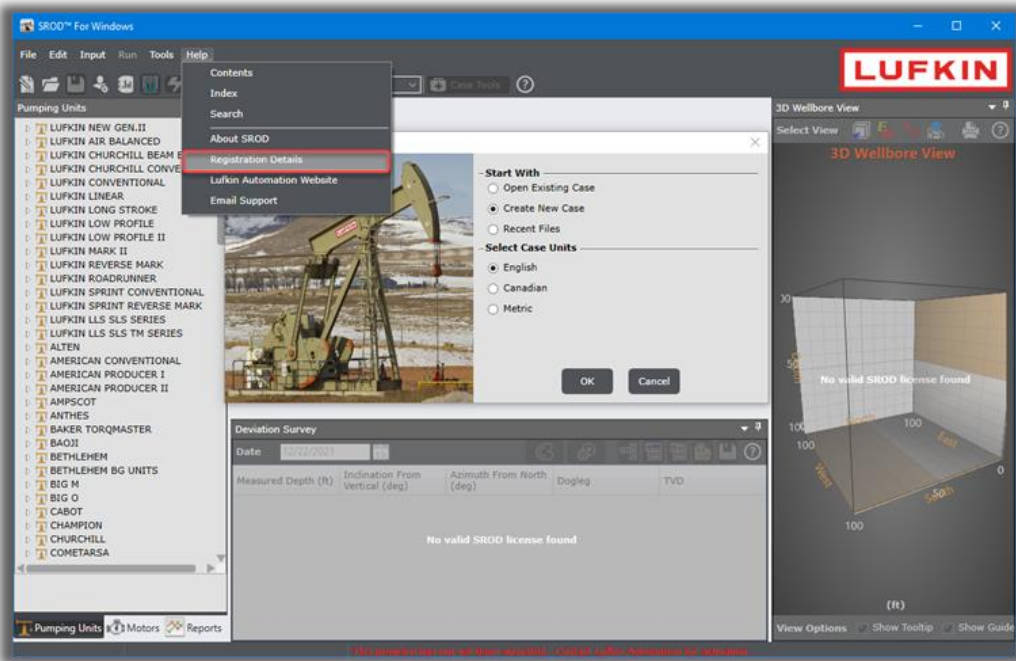 SROD™ For Windows
File Edit Input Run Tools Help
LUFKIN
Case Tools
Contents
Index
Search
About SROD
Registration Details
Lufkin Automation Website
Email Support
Pumping Units
LUFKIN NEW GEN.II
LUFKIN AIR BALANCED
LUFKIN CHURCHILL BEAM B
LUFKIN CHURCHILL CONVE
LUFKIN CONVENTIONAL
LUFKIN LINEAR
LUFKIN LONG STROKE
LUFKIN LOW PROFILE
LUFKIN LOW PROFILE II
LUFKIN MARK II
LUFKIN REVERSE MARK
LUFKIN ROADRUNNER
LUFKIN SPRINT CONVENTIONAL
LUFKIN SPRINT REVERSE MARK
LUFKIN LLS SLS SERIES
LUFKIN LLS SLS TM SERIES
ALTEN
AMERICAN CONVENTIONAL
AMERICAN PRODUCER I
AMERICAN PRODUCER II
AMPSCOT
ANTHES
BAKER TORQMASTER
BAOJI
BETHLEHEM
BETHLEHEM BG UNITS
BIG M
BIG O
CABOT
CHAMPION
CHURCHILL
COMETARSA
Pumping Units Motors Reports
Start With
Open Existing Case
Create New Case
Recent Files
Select Case Units
English
Canadian
Metric
OK Cancel
Deviation Survey
Date 12/22/2021
Measured Depth (ft) Inclination From Vertical (deg) Azimuth From North (deg) Dogleg TVD
No valid SROD license found
3D Wellbore View
Select View
3D Wellbore View
No valid SROD license found
100
100
100
East
West
South
50
0
100
(ft)
View Options Show Tooltip Show Guide